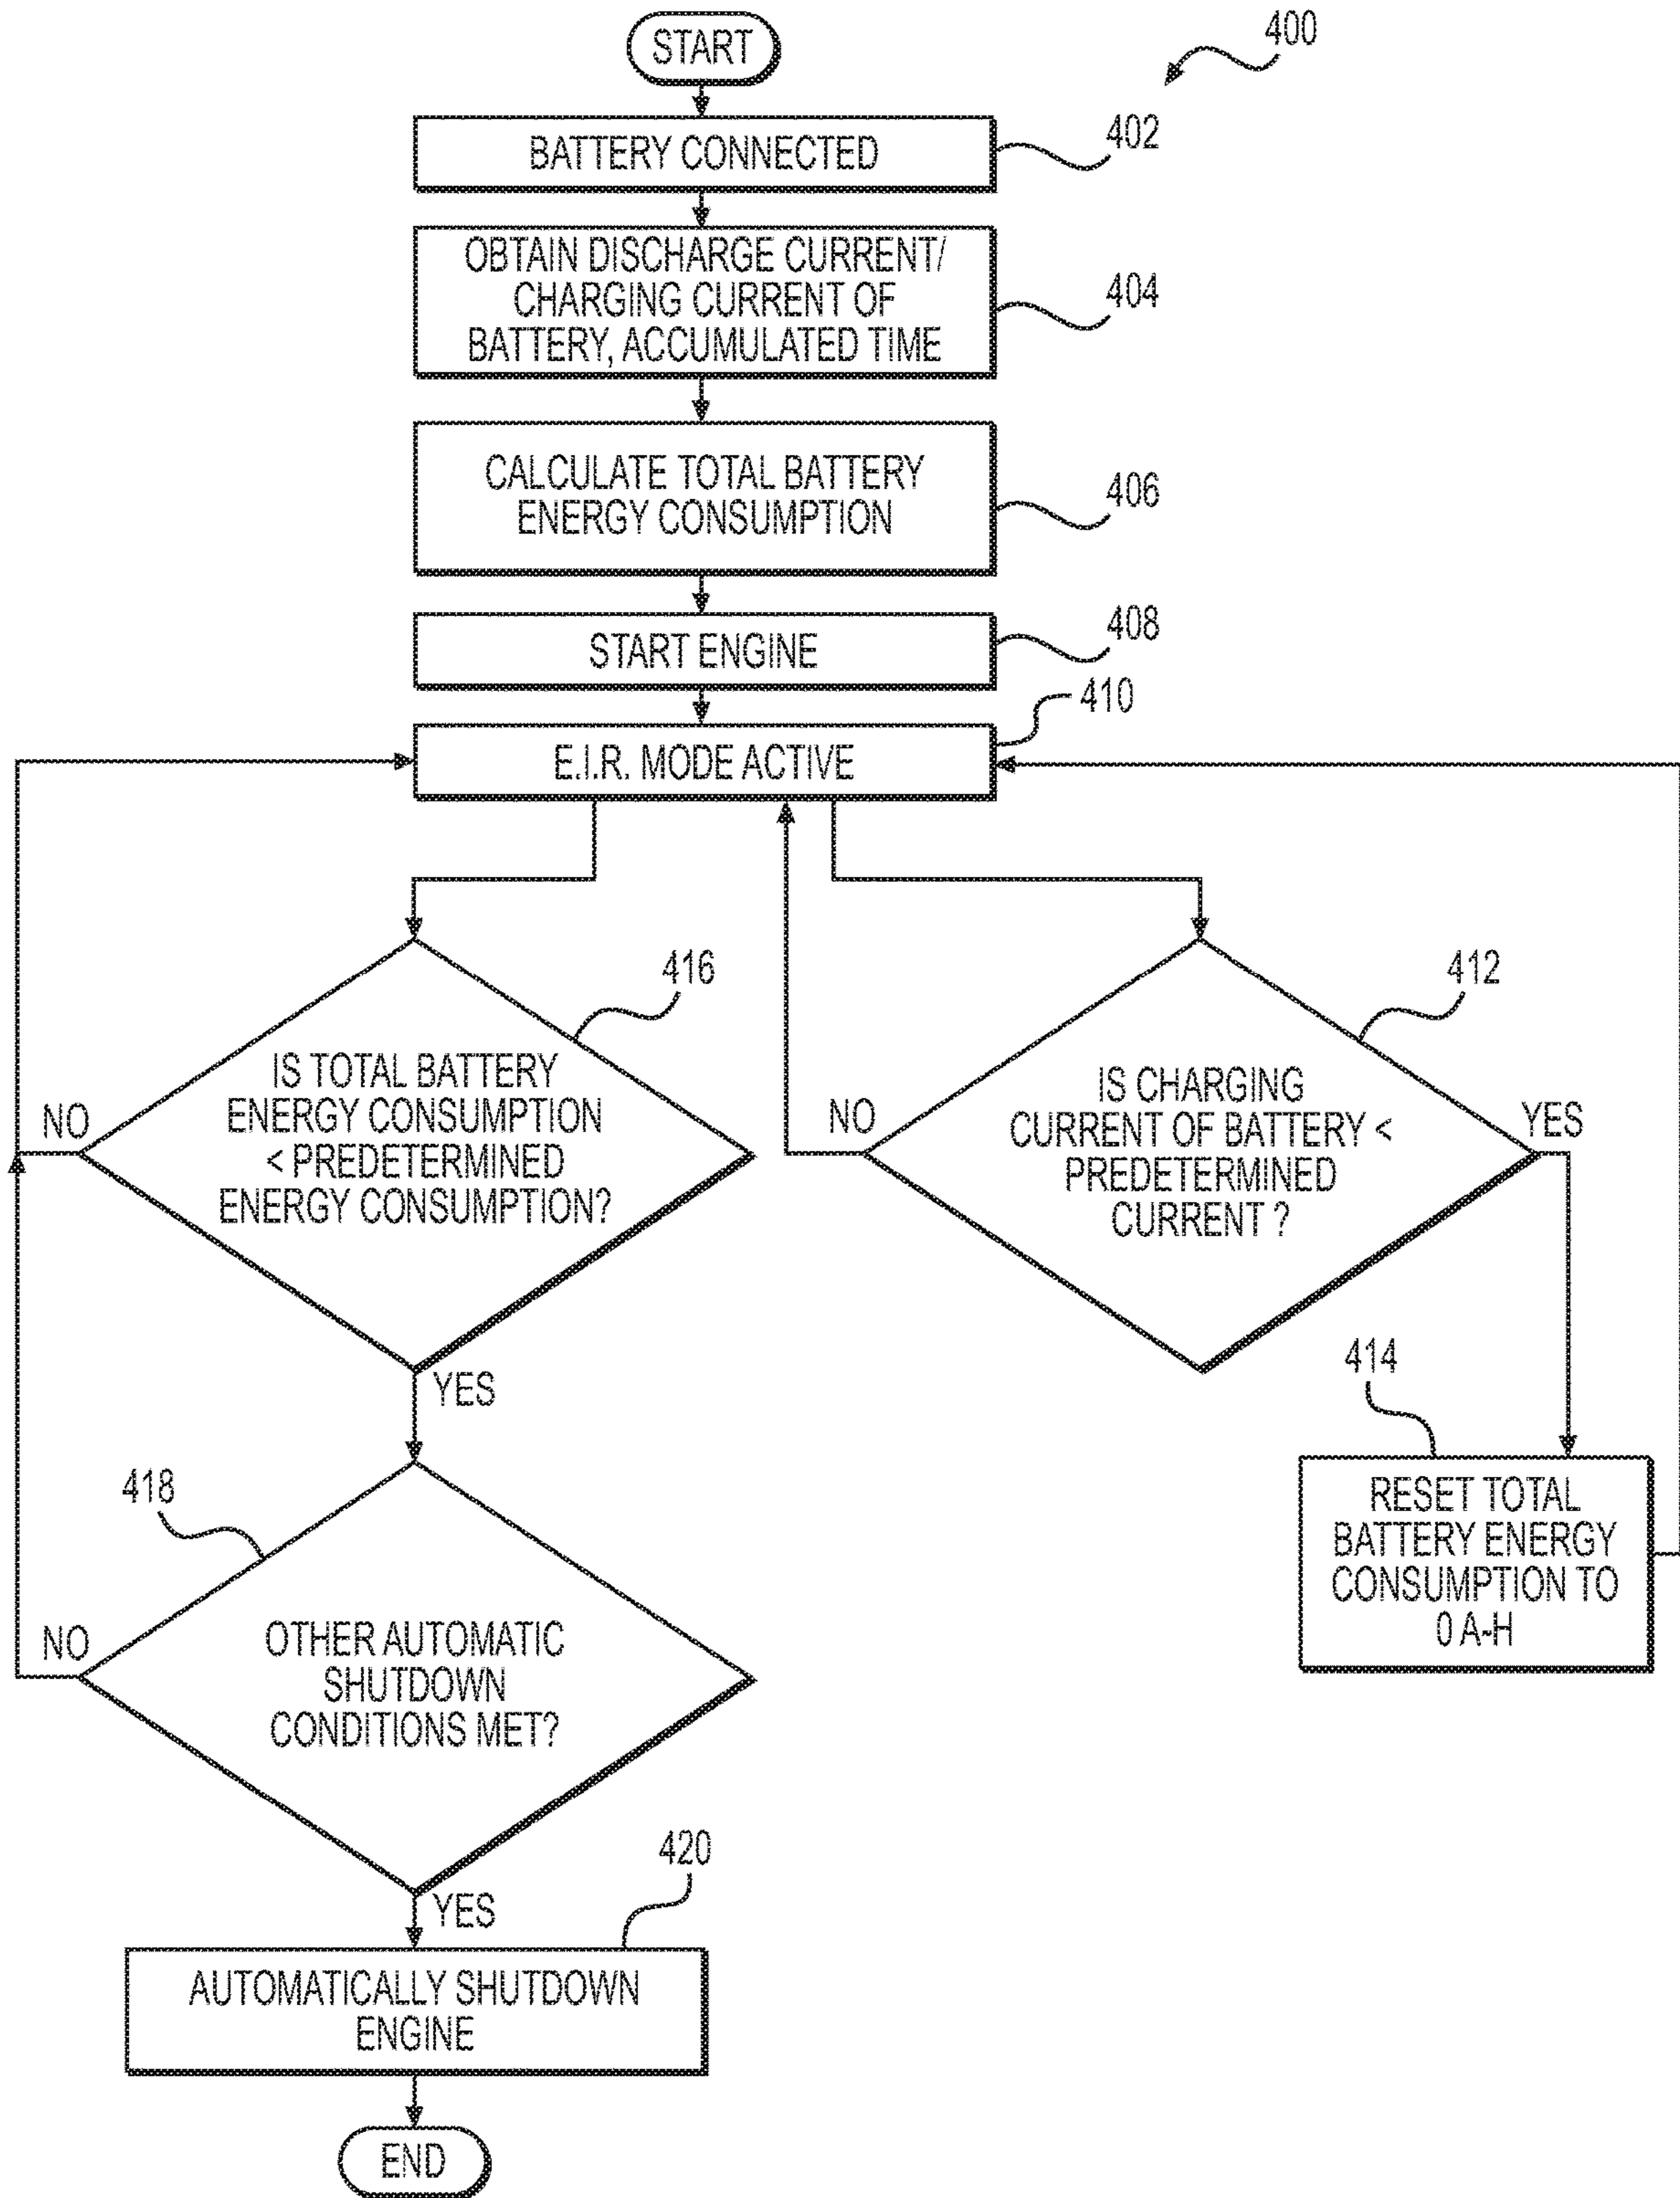 START
400
BATTERY CONNECTED
402
OBTAIN DISCHARGE CURRENT/
CHARGING CURRENT OF
BATTERY, ACCUMULATED TIME
404
CALCULATE TOTAL BATTERY
ENERGY CONSUMPTION
406
START ENGINE
408
E.I.R. MODE ACTIVE
410
416
IS TOTAL BATTERY
ENERGY CONSUMPTION
< PREDETERMINED
ENERGY CONSUMPTION?
NO
YES
412
IS CHARGING
CURRENT OF BATTERY <
PREDETERMINED
CURRENT ?
NO
YES
414
RESET TOTAL
BATTERY ENERGY
CONSUMPTION TO
0 A-H
418
OTHER AUTOMATIC
SHUTDOWN
CONDITIONS MET?
NO
YES
420
AUTOMATICALLY SHUTDOWN
ENGINE
END